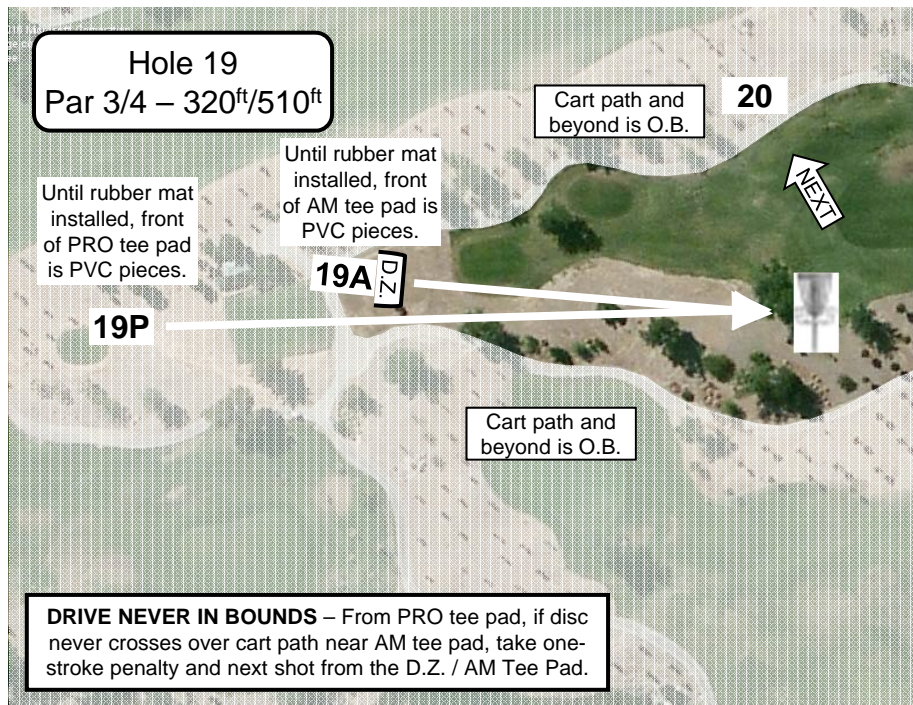 Hole 19
Par 3/4 – 320ft/510ft
Cart path and
beyond is O.B.
20
Until rubber mat
installed, front
of AM tee pad is
PVC pieces.
Until rubber mat
installed, front
of PRO tee pad
is PVC pieces.
NEXT
19A
D.Z.
19P
Cart path and
beyond is O.B.
DRIVE NEVER IN BOUNDS – From PRO tee pad, if disc
never crosses over cart path near AM tee pad, take one-
stroke penalty and next shot from the D.Z. / AM Tee Pad.